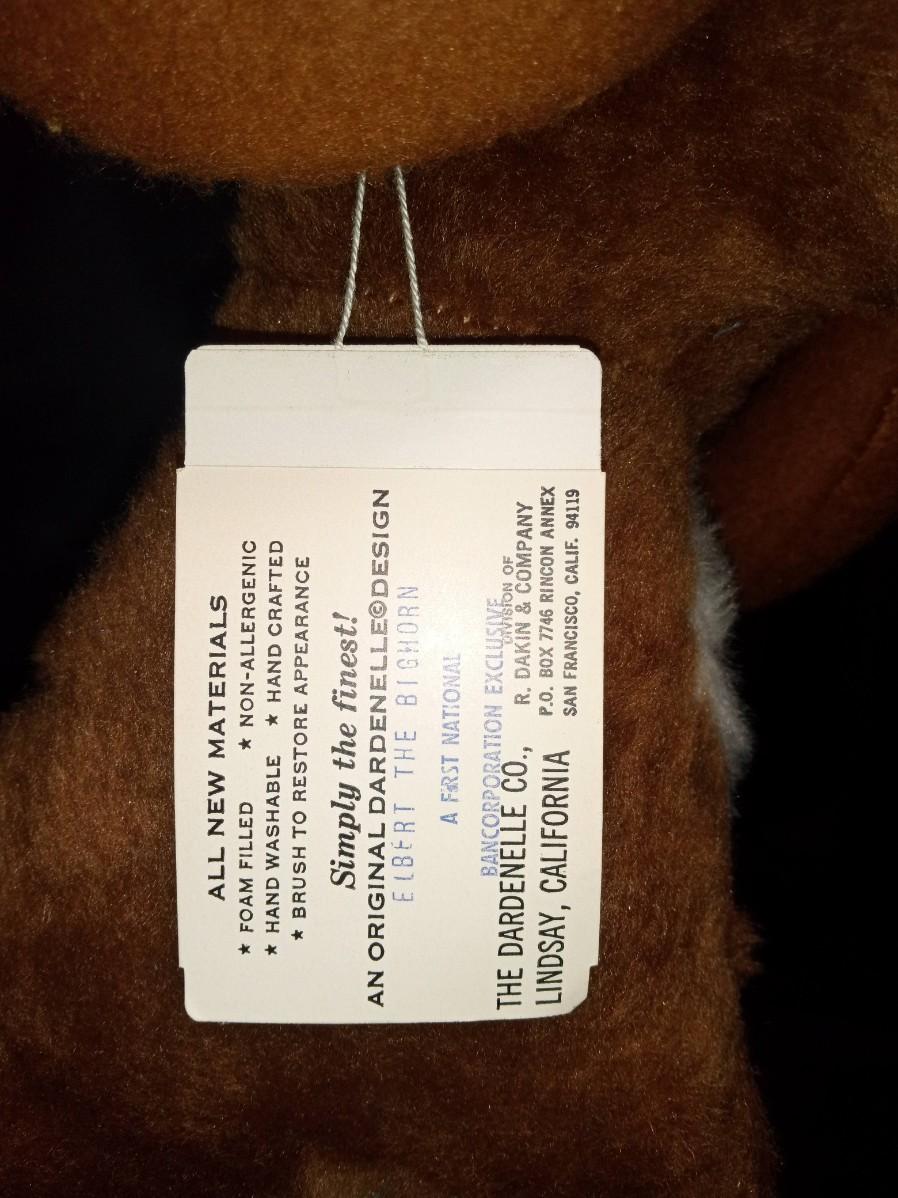 ALL NEW MATERIALS
★ FOAM FILLED ★ NON-ALLERGENIC
★ HAND WASHABLE ★ HAND CRAFTED
★ BRUSH TO RESTORE APPEARANCE
Simply the finest!
AN ORIGINAL DARDENELLE©DESIGN
ELBERT THE BIGHORN
A FIRST NATIONAL
BANCORPORATION EXCLUSIVE
THE DARDENELLE CO.,
LINDSAY, CALIFORNIA
DIVISION OF
R. DAKIN & COMPANY
P.O. BOX 7746 RINCON ANNEX
SAN FRANCISCO, CALIF. 94119